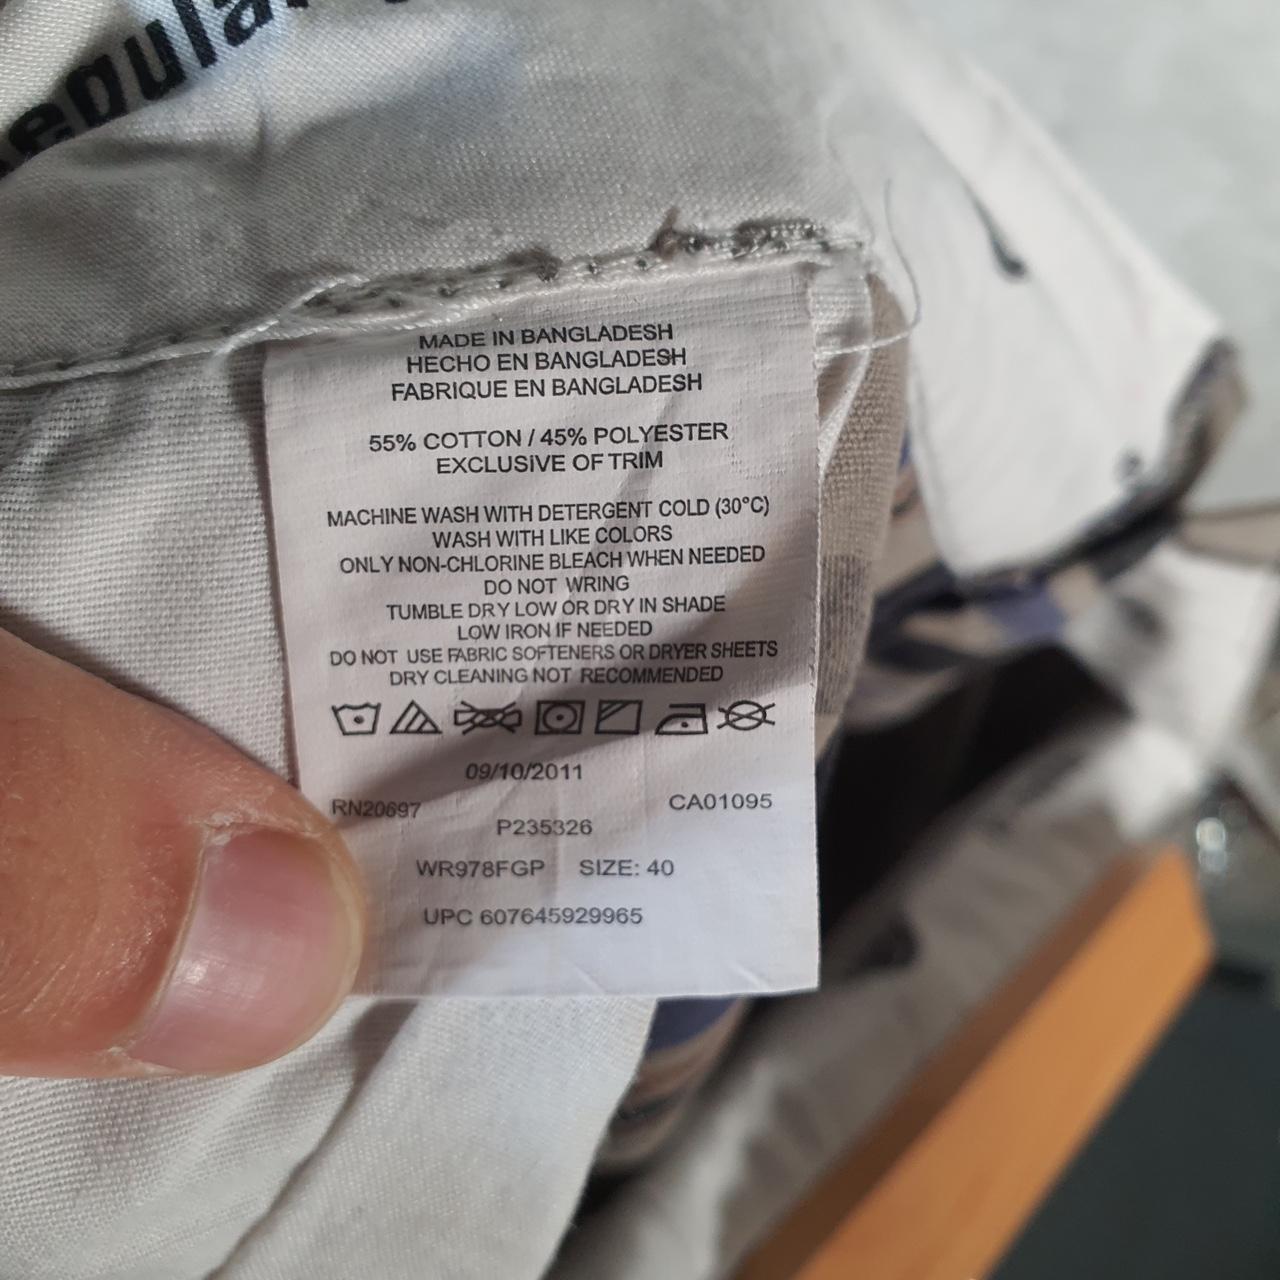 MADE IN BANGLADESH
HECHO EN BANGLADESH
FABRIQUE EN BANGLADESH
55% COTTON / 45% POLYESTER
EXCLUSIVE OF TRIM
MACHINE WASH WITH DETERGENT COLD (30°C)
WASH WITH LIKE COLORS
ONLY NON-CHLORINE BLEACH WHEN NEEDED
DO NOT WRING
TUMBLE DRY LOW OR DRY IN SHADE
LOW IRON IF NEEDED
DO NOT USE FABRIC SOFTENERS OR DRYER SHEETS
DRY CLEANING NOT RECOMMENDED
09/10/2011
RN20697 CA01095
P235326
WR978FGP SIZE: 40
UPC 607645929965